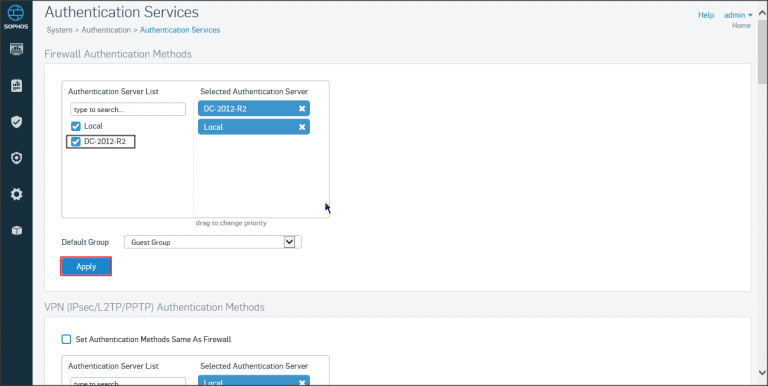 SOPHOS
Authentication Services
System > Authentication > Authentication Services
Help admin
Home
Firewall Authentication Methods
Authentication Server List
Selected Authentication Server
type to search...
DC-2012-R2
Local
Local
DC-2012-R2
drag to change priority
Default Group
Guest Group
Apply
VPN (IPsec/L2TP/PPTP) Authentication Methods
Set Authentication Methods Same As Firewall
Authentication Server List
Selected Authentication Server
type to search...
Local